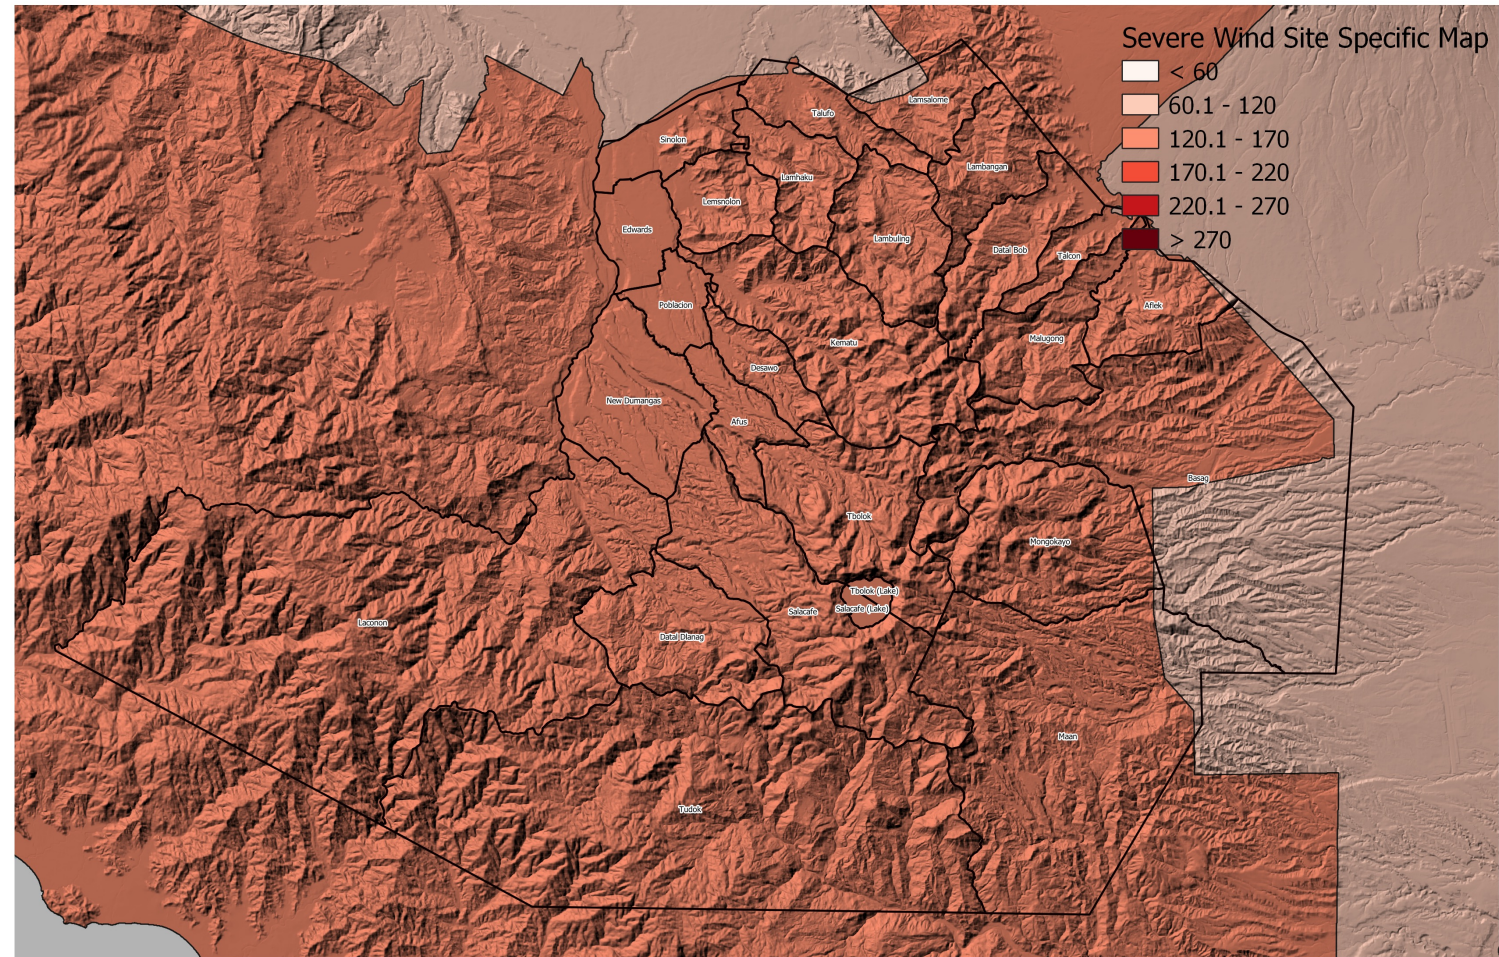 Severe Wind Site Specific Map
< 60
60.1 - 120
120.1 - 170
170.1 - 220
220.1 - 270
> 270
Lamsalome
Talufo
Sinolon
Lambangan
Lamhaku
Lemsnolon
Edwards
Lambuling
Datal Bob
Talcon
Poblacion
Aflek
Malugong
Kematu
Desawo
New Dumangas
Afus
Basag
Tbolok
Mongokayo
Tbolok (Lake)
Salacafe (Lake)
Salacafe
Laconon
Datal Dlanag
Maan
Tudok